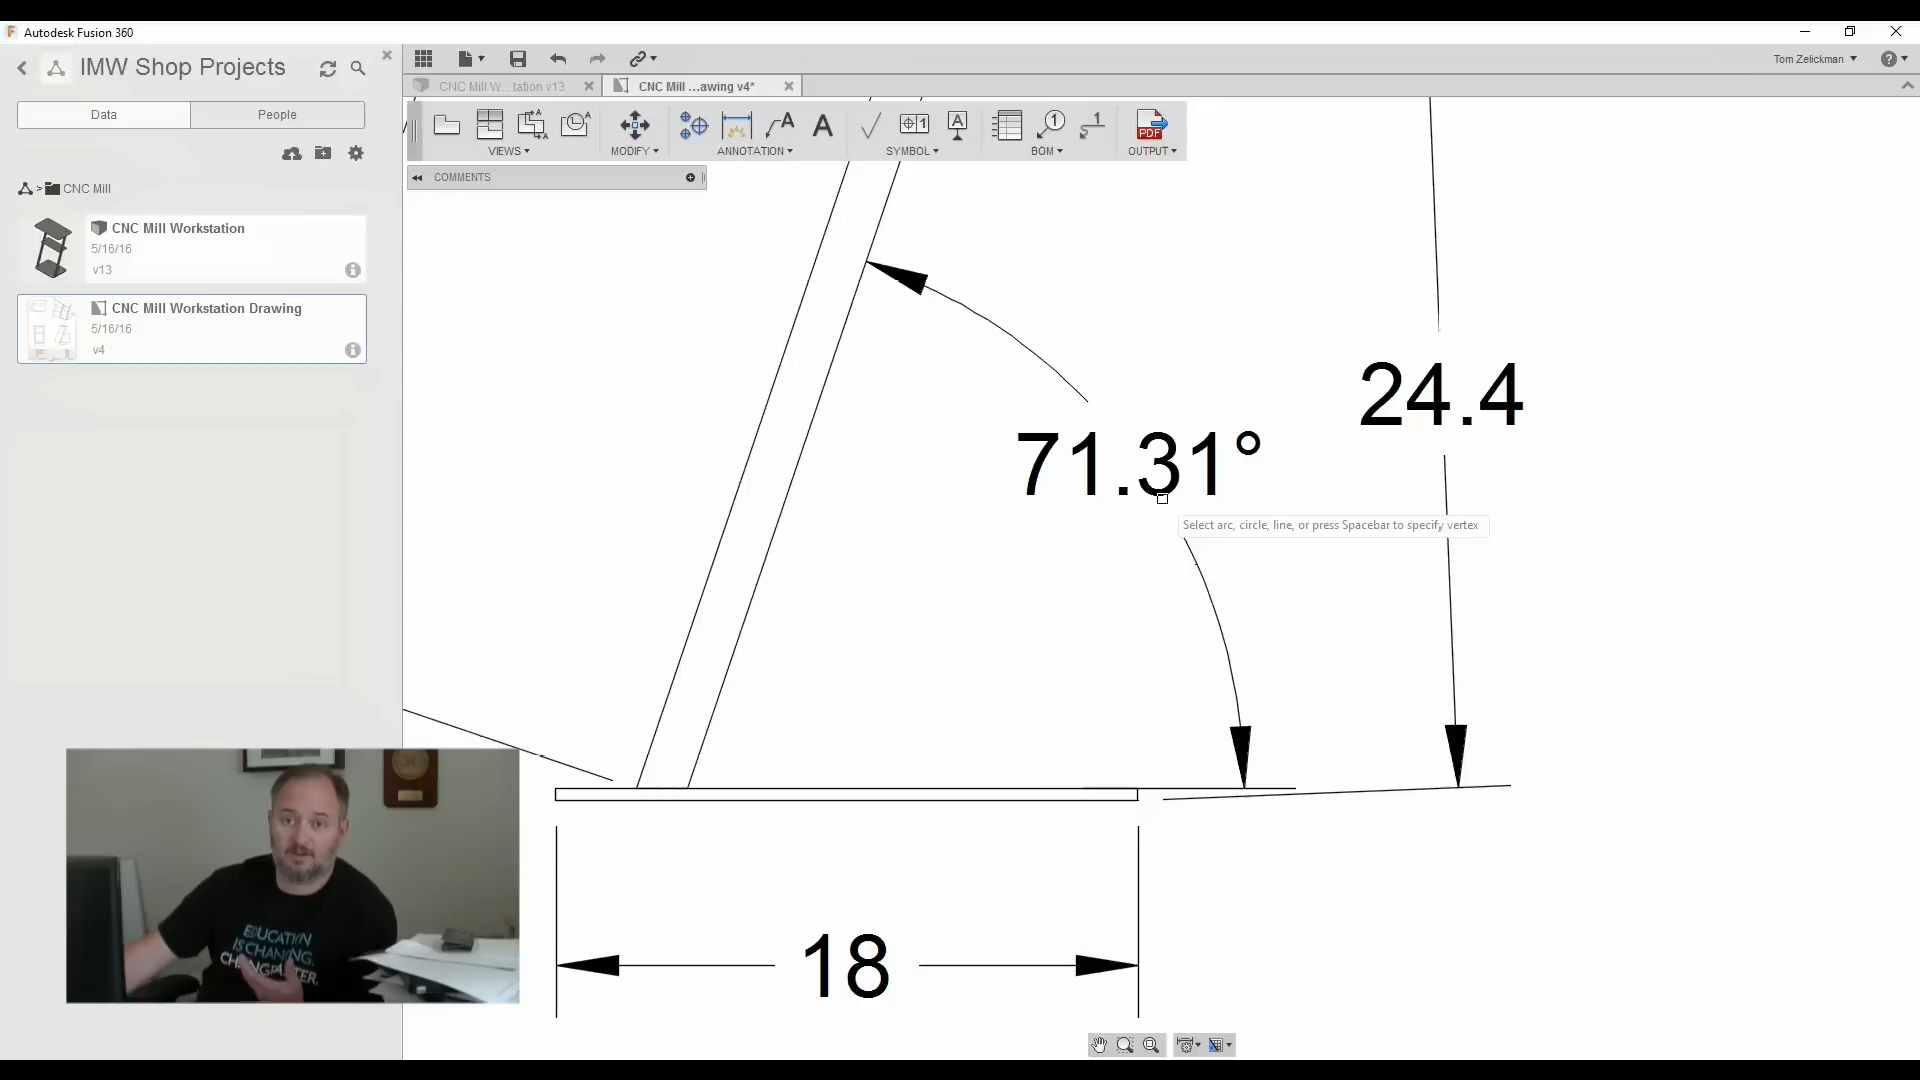 Autodesk Fusion 360
IMW Shop Projects
Data
People
CNC Mill
CNC Mill Workstation
5/16/16
v13
CNC Mill Workstation Drawing
5/16/16
v4
Tom Zelickman
CNC Mill W...tation v13
CNC Mill ...awing v4*
VIEWS
MODIFY
ANNOTATION
SYMBOL
BOM
OUTPUT
PDF
COMMENTS
24.4
71.31°
Select arc, circle, line, or press Spacebar to specify vertex
18
EDUCATION
IS CHANGING.